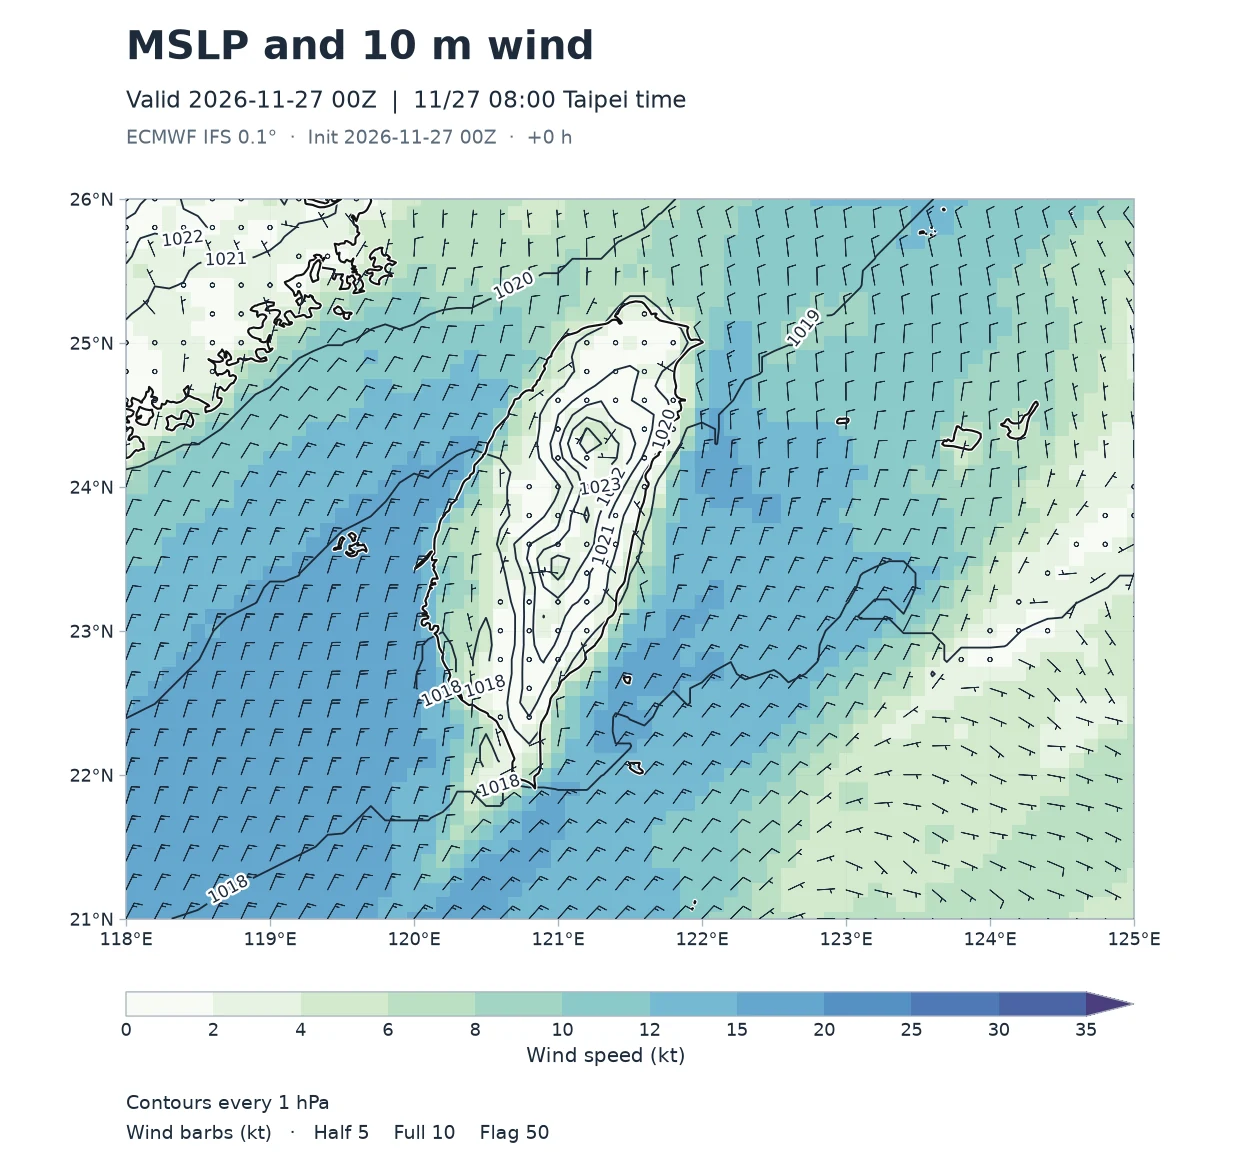 MSLP and 10 m wind
Valid 2026-11-27 00Z | 11/27 08:00 Taipei time
ECMWF IFS 0.1° · Init 2026-11-27 00Z · +0 h
26°N
25°N
24°N
23°N
22°N
21°N
1022
1021
1020
1019
1020
1023
1021
1018
1018
1018
1018
118°E 119°E 120°E 121°E 122°E 123°E 124°E 125°E
0 2 4 6 8 10 12 15 20 25 30 35
Wind speed (kt)
Contours every 1 hPa
Wind barbs (kt) · Half 5 Full 10 Flag 50